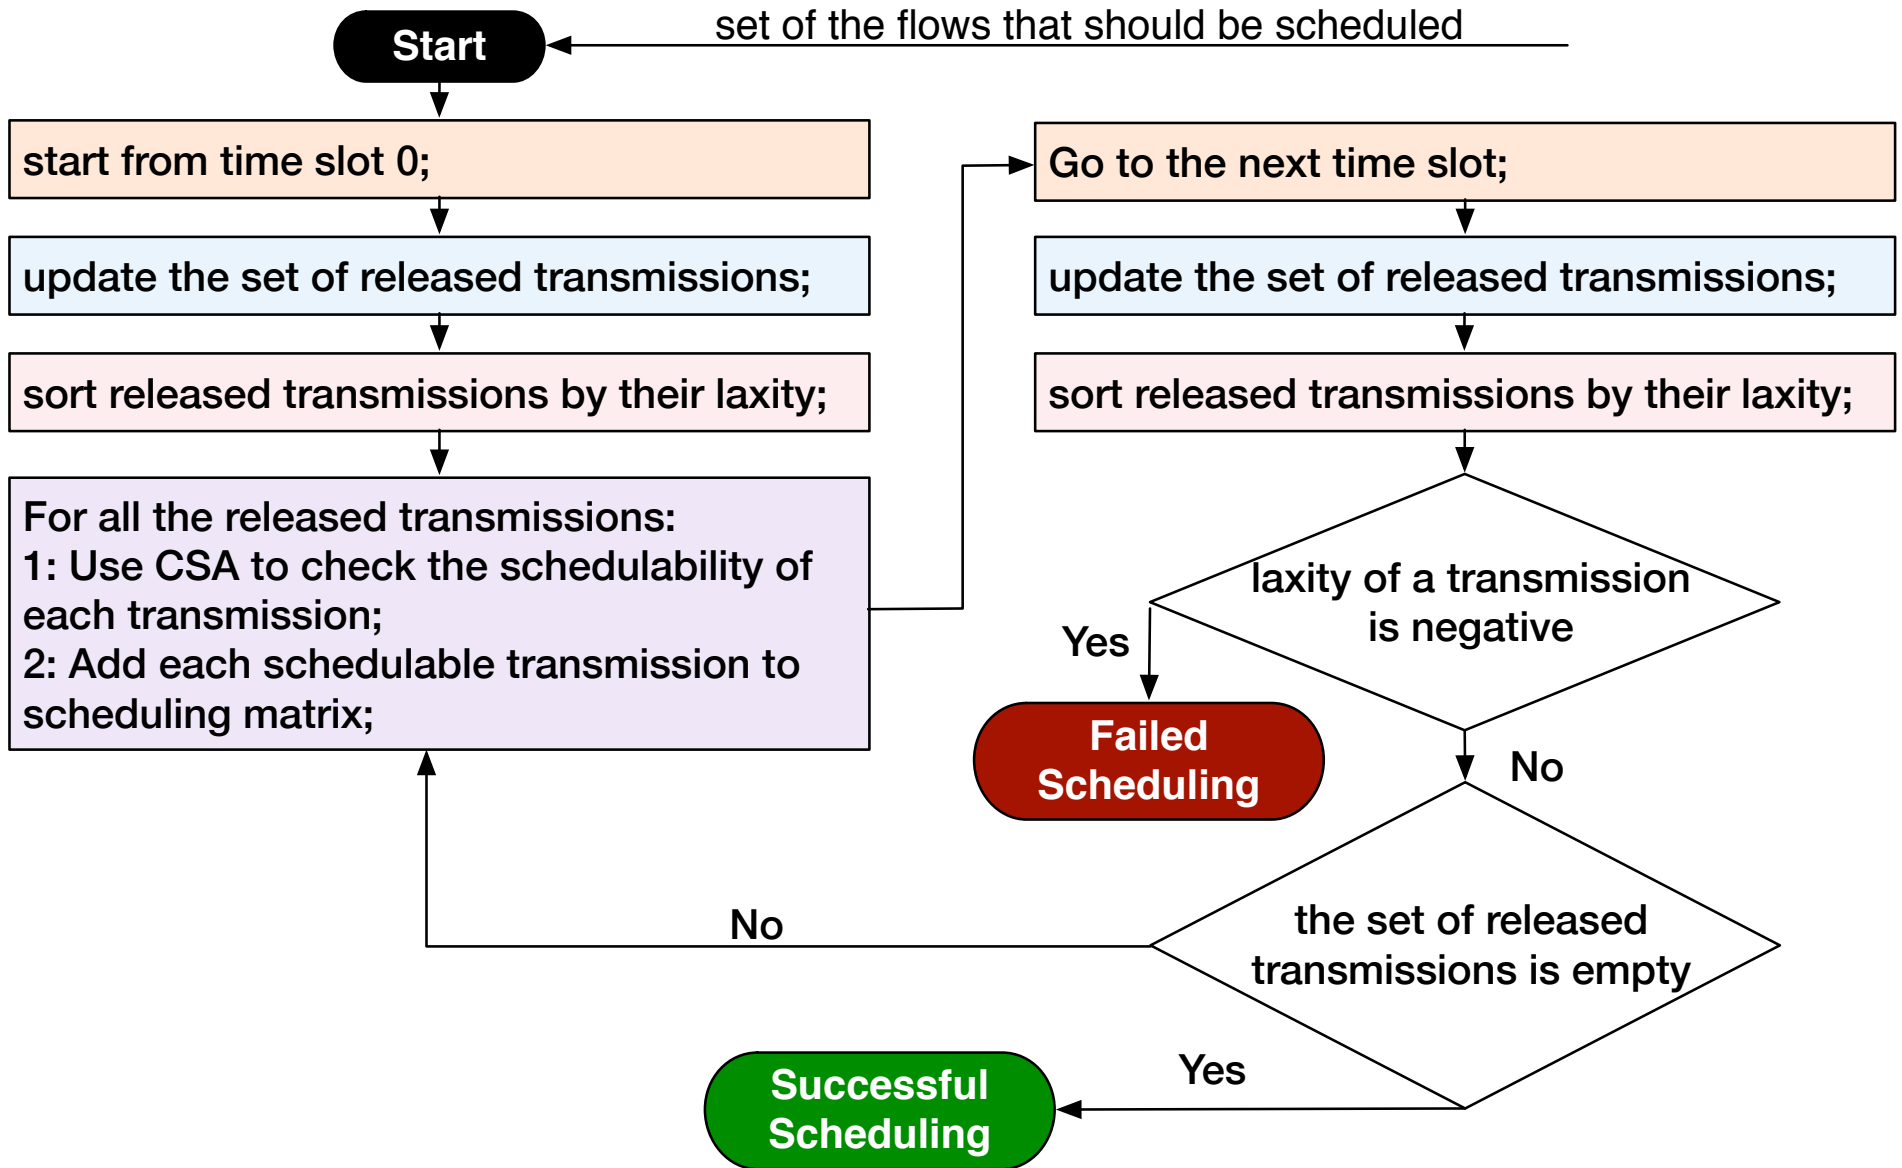 set of the flows that should be scheduled
Start
start from time slot 0;
update the set of released transmissions;
sort released transmissions by their laxity;
For all the released transmissions:
1: Use CSA to check the schedulability of
each transmission;
2: Add each schedulable transmission to
scheduling matrix;
Go to the next time slot;
update the set of released transmissions;
sort released transmissions by their laxity;
laxity of a transmission
is negative
Yes
Failed
Scheduling
No
the set of released
transmissions is empty
No
Yes
Successful
Scheduling